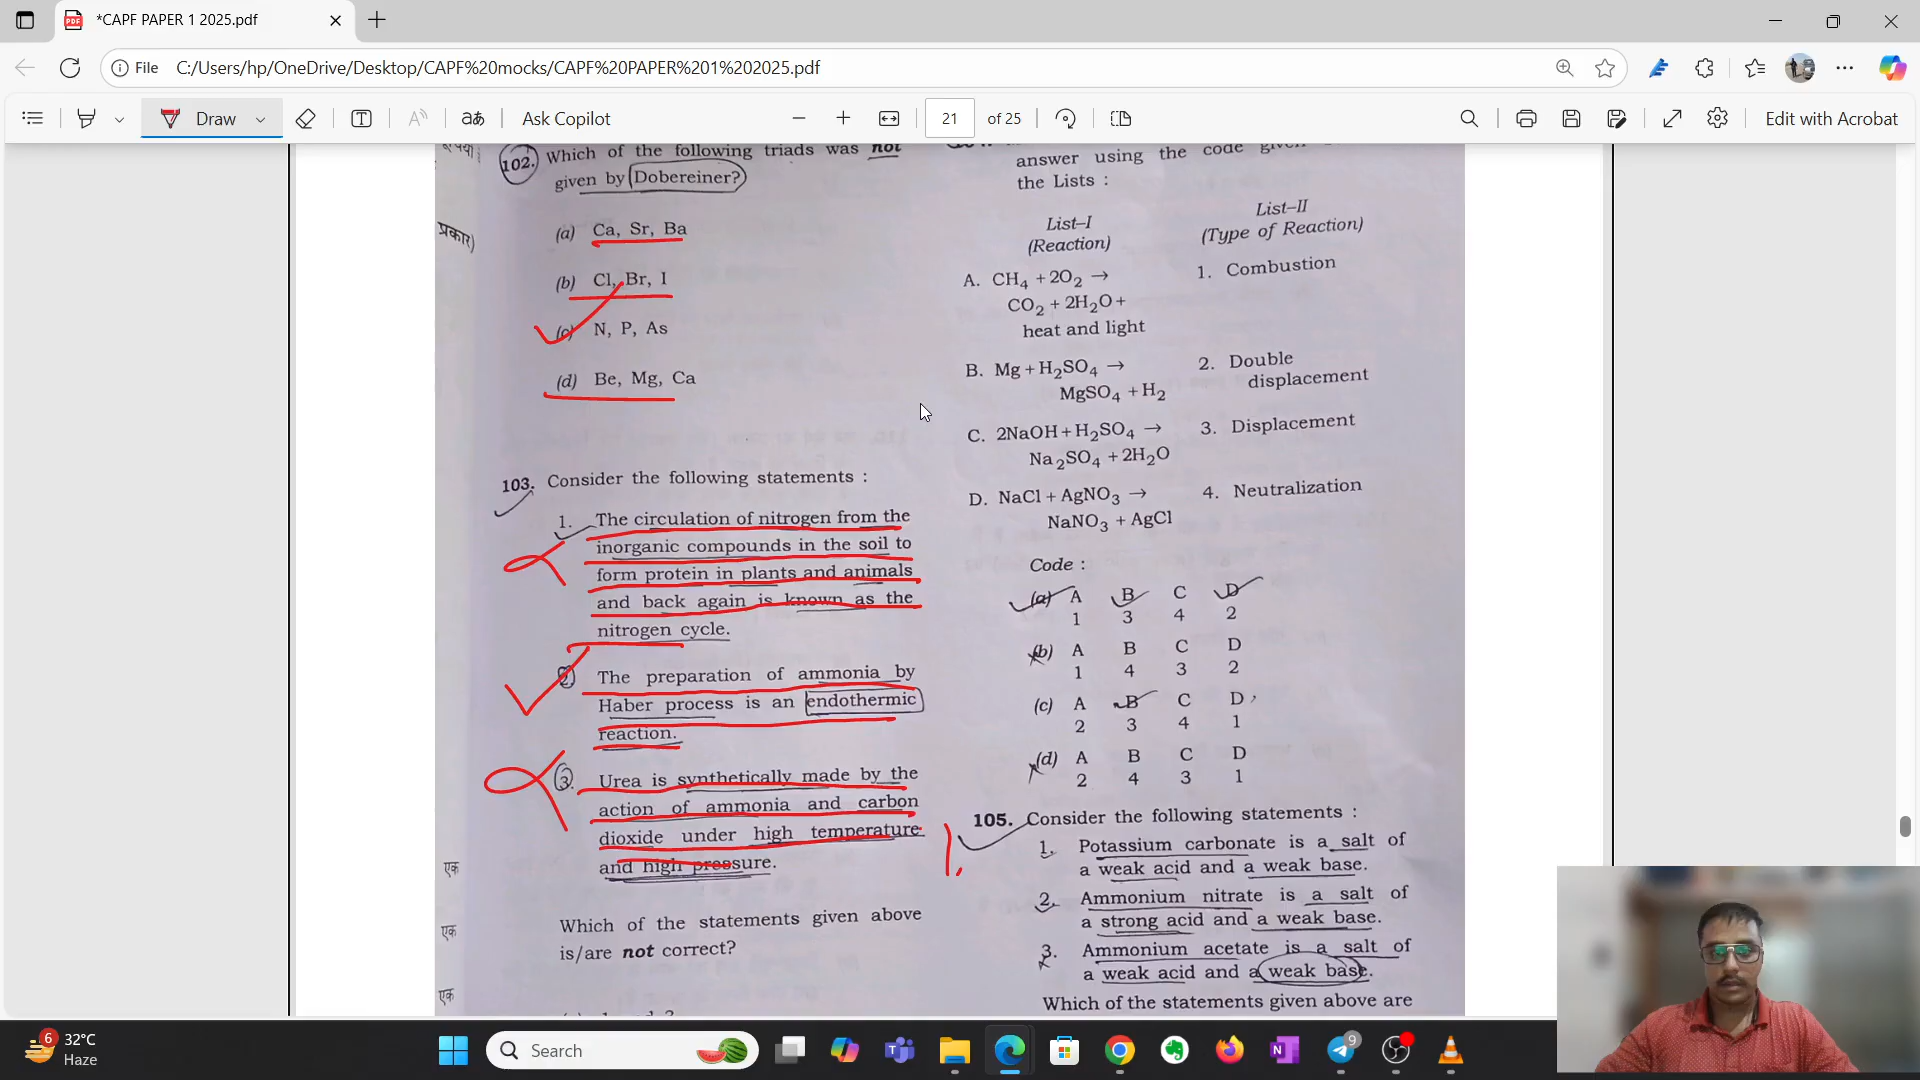 *CAPF PAPER 1 2025.pdf
File C:/Users/hp/OneDrive/Desktop/CAPF%20mocks/CAPF%20PAPER%201%202025.pdf
Draw
Ask Copilot
21 of 25
Edit with Acrobat
प्रकार)
एक
एक
एक
102. Which of the following triads was not
given by Dobereiner?
(a) Ca, Sr, Ba
(b) Cl, Br, I
(c) N, P, As
(d) Be, Mg, Ca
103. Consider the following statements :
1. The circulation of nitrogen from the
inorganic compounds in the soil to
form protein in plants and animals
and back again is known as the
nitrogen cycle.
2. The preparation of ammonia by
Haber process is an endothermic
reaction.
3. Urea is synthetically made by the
action of ammonia and carbon
dioxide under high temperature
and high pressure.
Which of the statements given above
is/are not correct?
answer using the code
the Lists :
List–I List–II
(Reaction) (Type of Reaction)
A. CH4 + 2O2 → 1. Combustion
CO2 + 2H2O +
heat and light
B. Mg + H2SO4 → 2. Double
MgSO4 + H2 displacement
C. 2NaOH + H2SO4 → 3. Displacement
Na2SO4 + 2H2O
D. NaCl + AgNO3 → 4. Neutralization
NaNO3 + AgCl
Code :
(a) A B C D
1 3 4 2
(b) A B C D
1 4 3 2
(c) A B C D
2 3 4 1
(d) A B C D
2 4 3 1
105. Consider the following statements :
1. Potassium carbonate is a salt of
a weak acid and a weak base.
2. Ammonium nitrate is a salt of
a strong acid and a weak base.
3. Ammonium acetate is a salt of
a weak acid and a weak base.
Which of the statements given above are
6
32°C
Haze
Search
9